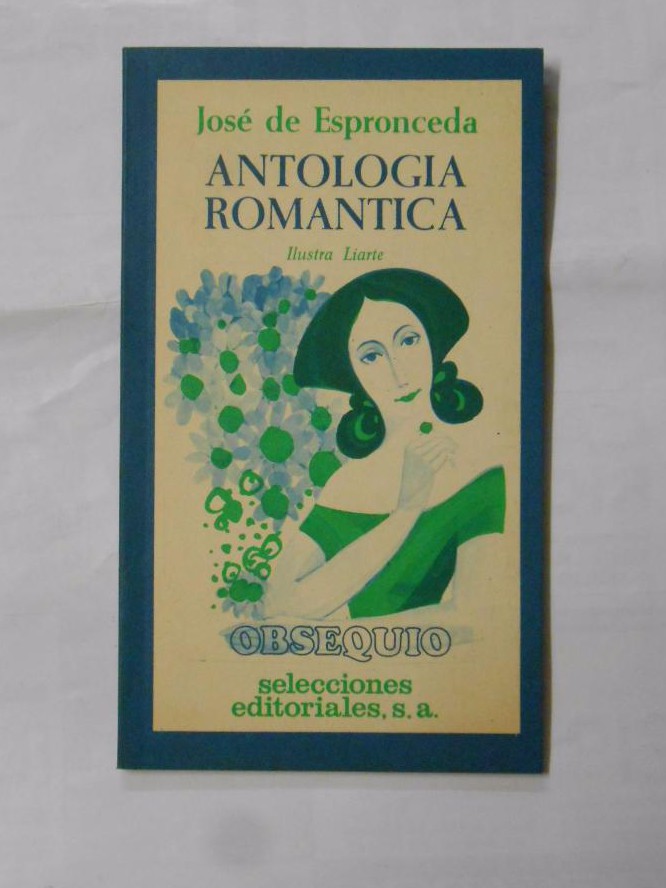 José de Espronceda
ANTOLOGIA
ROMANTICA
Ilustra Liarte
OBSEQUIO
selecciones
editoriales, s. a.